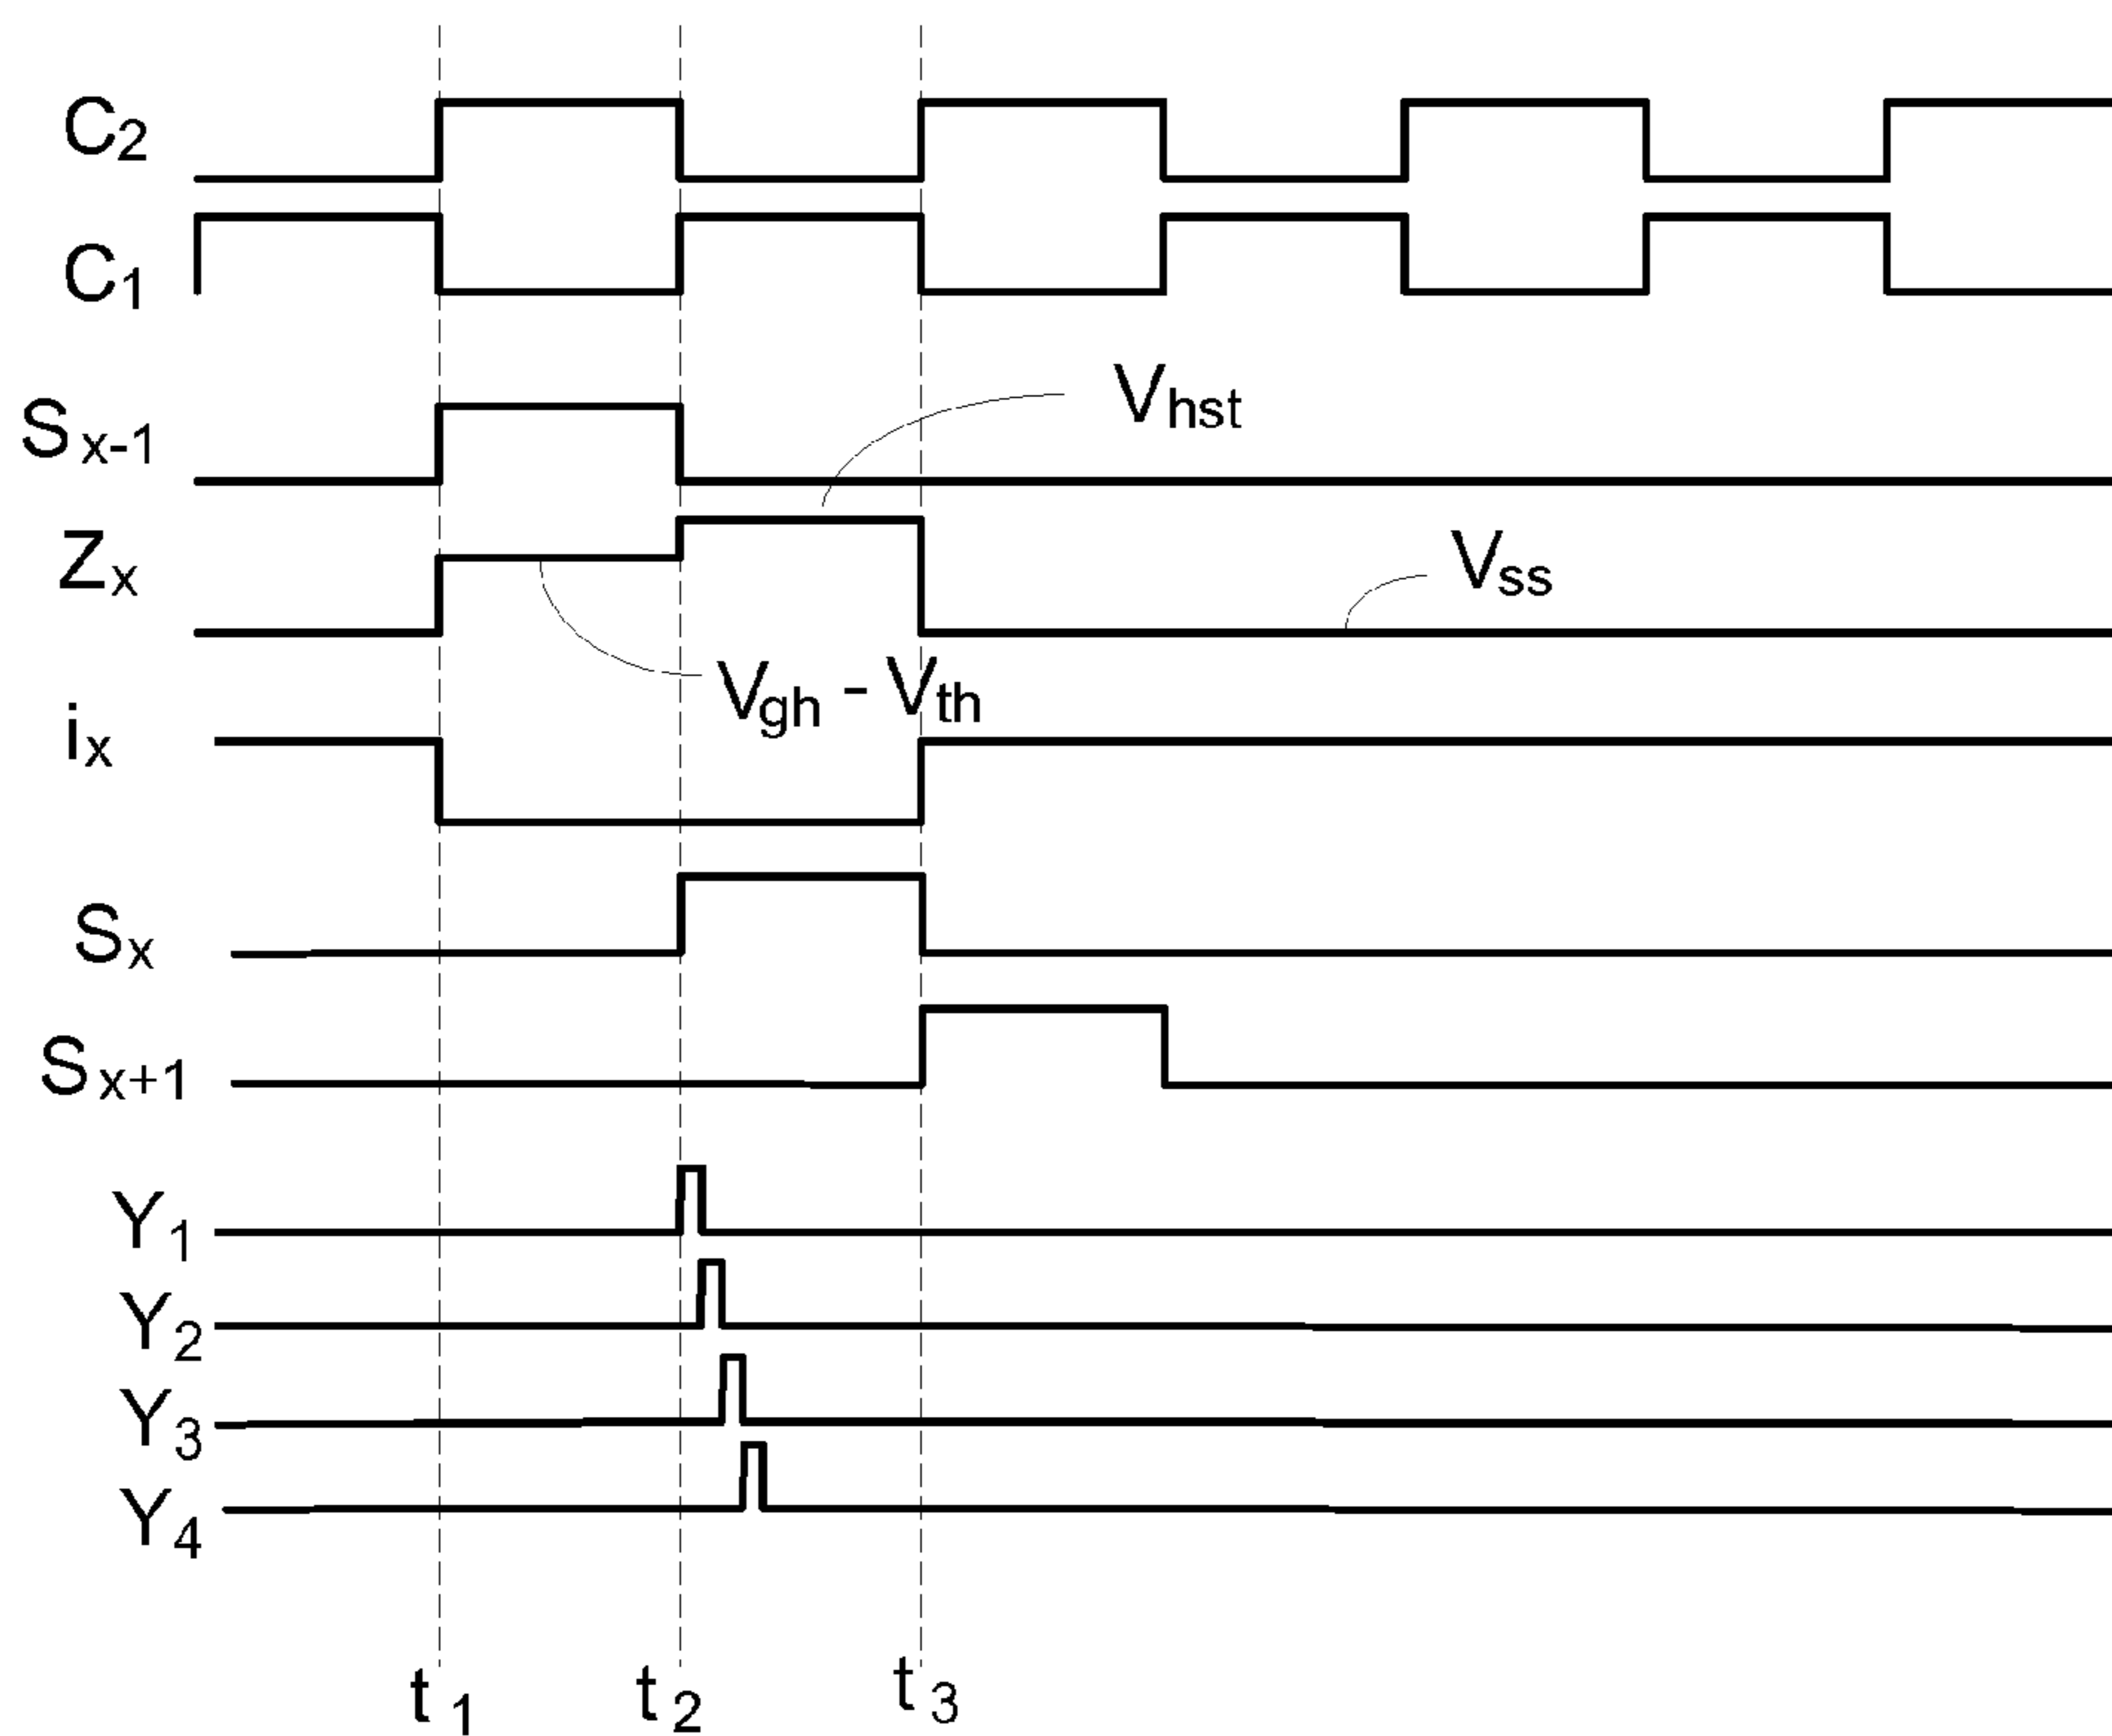 C2
C1
Vhst
Sx-1
Zx
Vss
Vgh - Vth
ix
Sx
Sx+1
Y1
Y2
Y3
Y4
t1 t2 t3